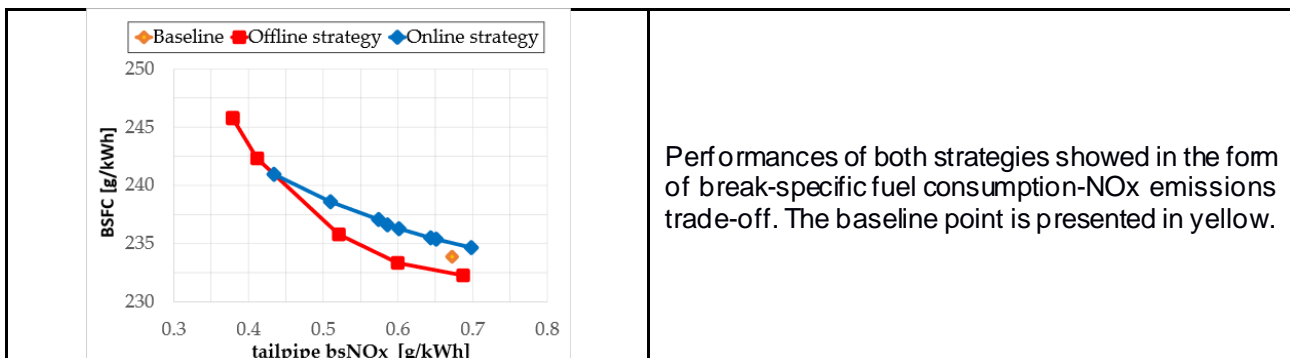 Baseline Offline strategy Online strategy
250
245
240
235
230
BSFC [g/kWh]
0.3 0.4 0.5 0.6 0.7 0.8
tailpipe bsNOx [g/kWh]
Performances of both strategies showed in the form
of break-specific fuel consumption-NOx emissions
trade-off. The baseline point is presented in yellow.